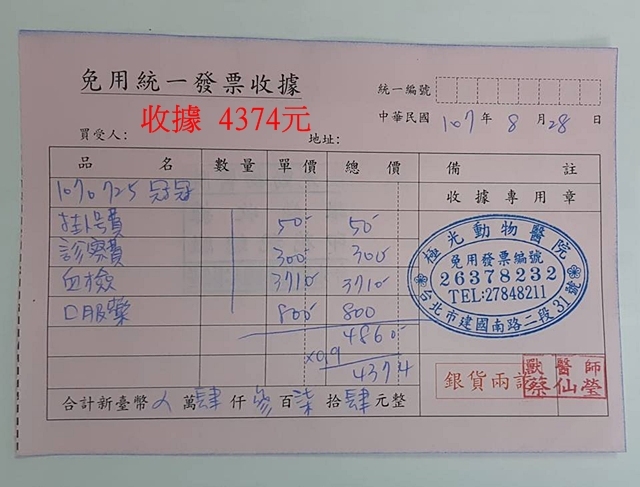 免用統一發票收據
統一編號
收據 4374元
中華民國 107 年 8 月 28 日
買受人: 地址:
品 名 數量 單價 總價 備 註
1070725 冠冠 收據專用章
掛号費 1 50 50
診察費 300 300
血檢 3710 3710
口服藥 800 800
4860
x0.9
4374
極光動物醫院
免用發票編號
26378232
TEL:27848211
台北市建國南路二段31號
銀貨兩訖
獸醫師
蔡仙瑩
合計新臺幣 萬肆仟參百柒拾肆元整